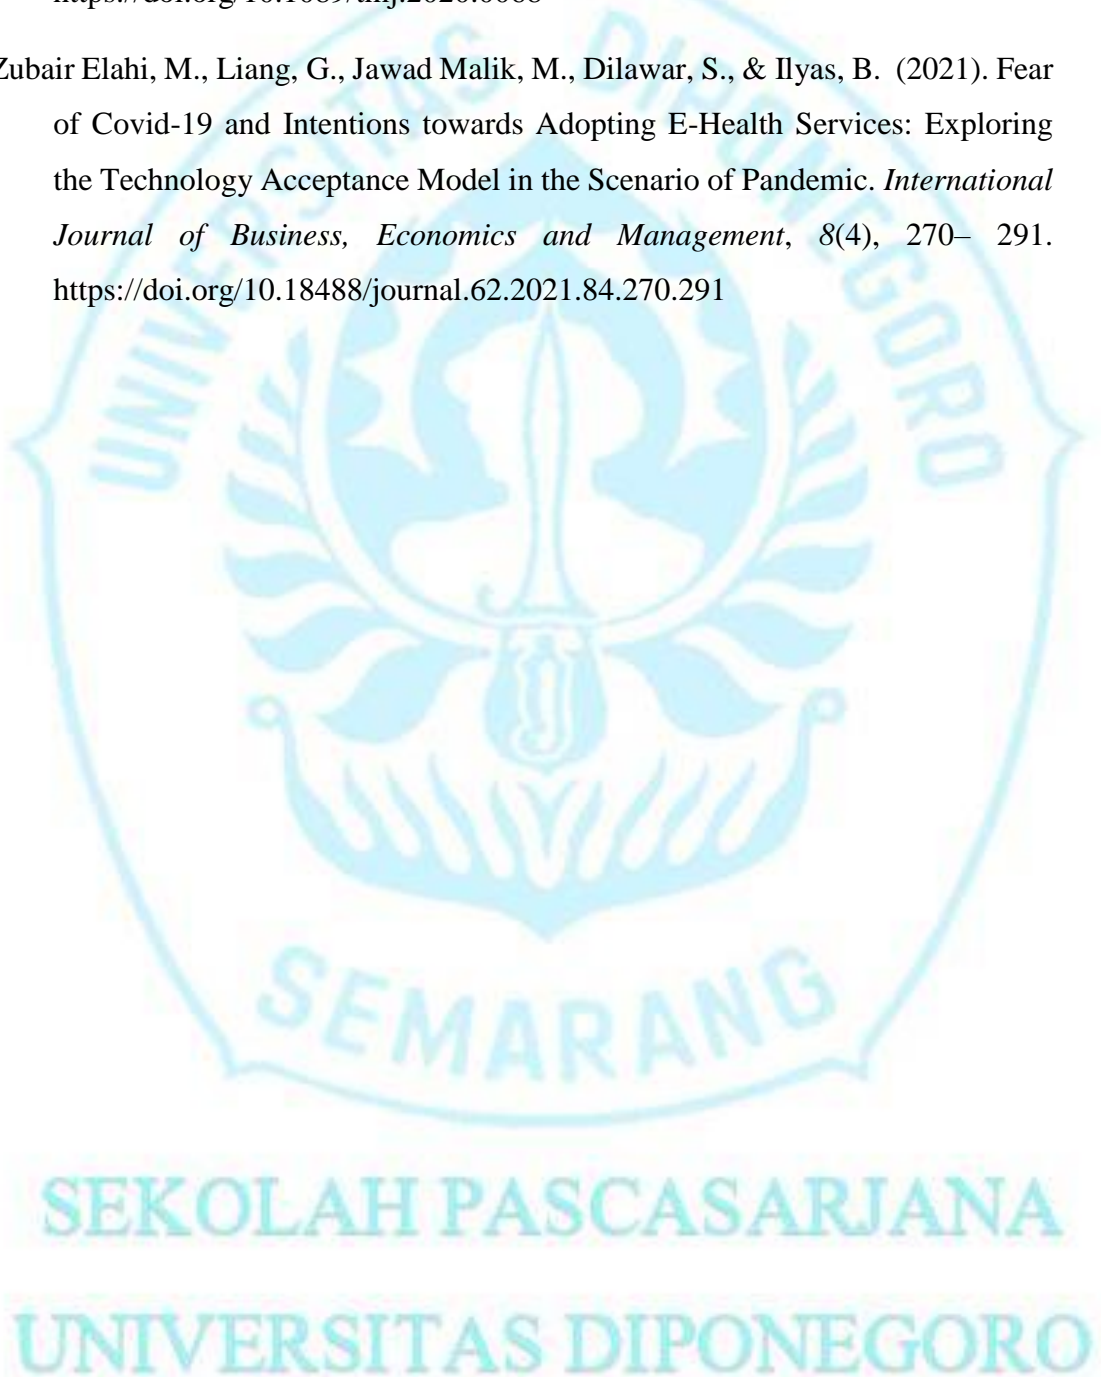 Zubair Elahi, M., Liang, G., Jawad Malik, M., Dilawar, S., & Ilyas, B.  (2021). Fear
of Covid-19 and Intentions towards Adopting E-Health Services: Exploring
the Technology Acceptance Model in the Scenario of Pandemic. International
Journal of Business, Economics and Management, 8(4), 270– 291.
https://doi.org/10.18488/journal.62.2021.84.270.291
UNIVERSITAS DIPONEGORO
SEMARANG
SEKOLAH PASCASARJANA
UNIVERSITAS DIPONEGORO